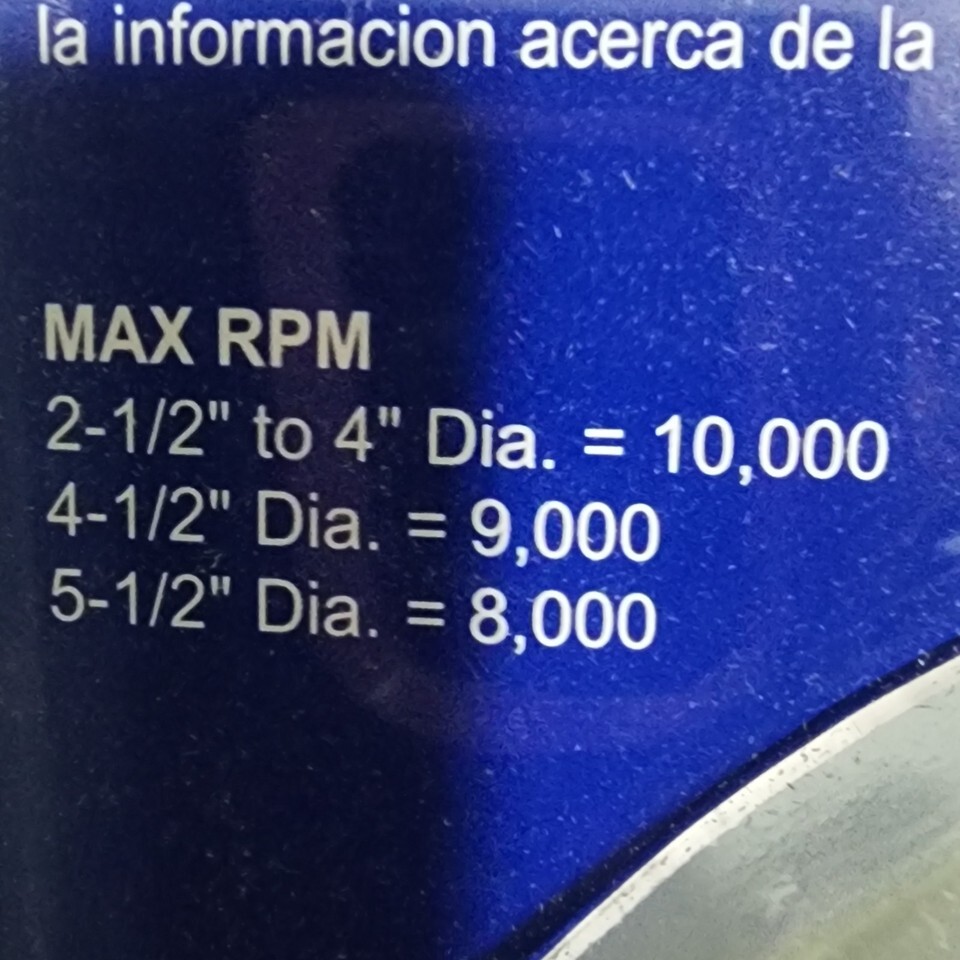 la informacion acerca de la
MAX RPM
2-1/2" to 4" Dia. = 10,000
4-1/2" Dia. = 9,000
5-1/2" Dia. = 8,000